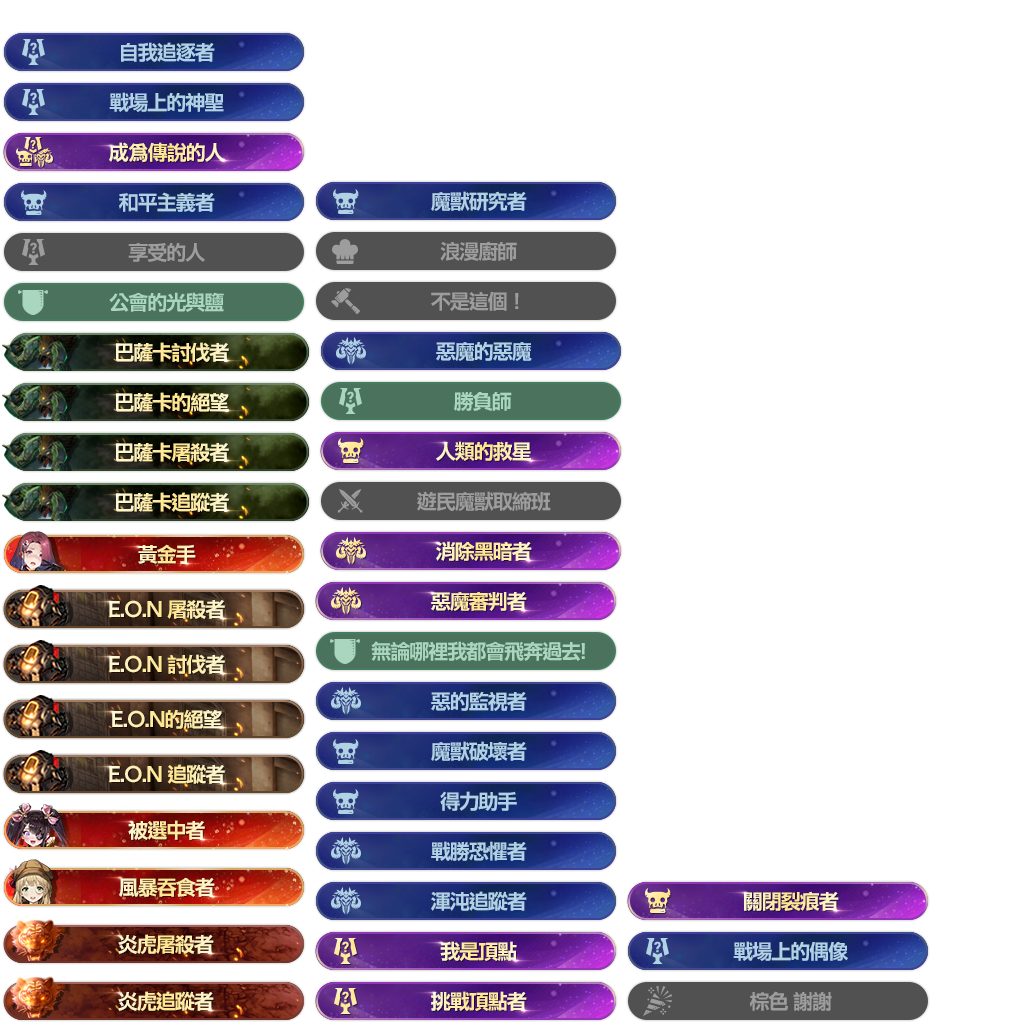 自我追逐者
戰場上的神聖
成爲傳說的人
和平主義者
享受的人
公會的光與鹽
巴薩卡討伐者
巴薩卡的絕望
巴薩卡屠殺者
巴薩卡追蹤者
黃金手
E.O.N 屠殺者
E.O.N 討伐者
E.O.N的絕望
E.O.N 追蹤者
被選中者
風暴吞食者
炎虎屠殺者
炎虎追蹤者
魔獸研究者
浪漫廚師
不是這個！
惡魔的惡魔
勝負師
人類的救星
遊民魔獸取締班
消除黑暗者
惡魔審判者
無論哪裡我都會飛奔過去!
惡的監視者
魔獸破壞者
得力助手
戰勝恐懼者
渾沌追蹤者
我是頂點
挑戰頂點者
關閉裂痕者
戰場上的偶像
棕色 謝謝